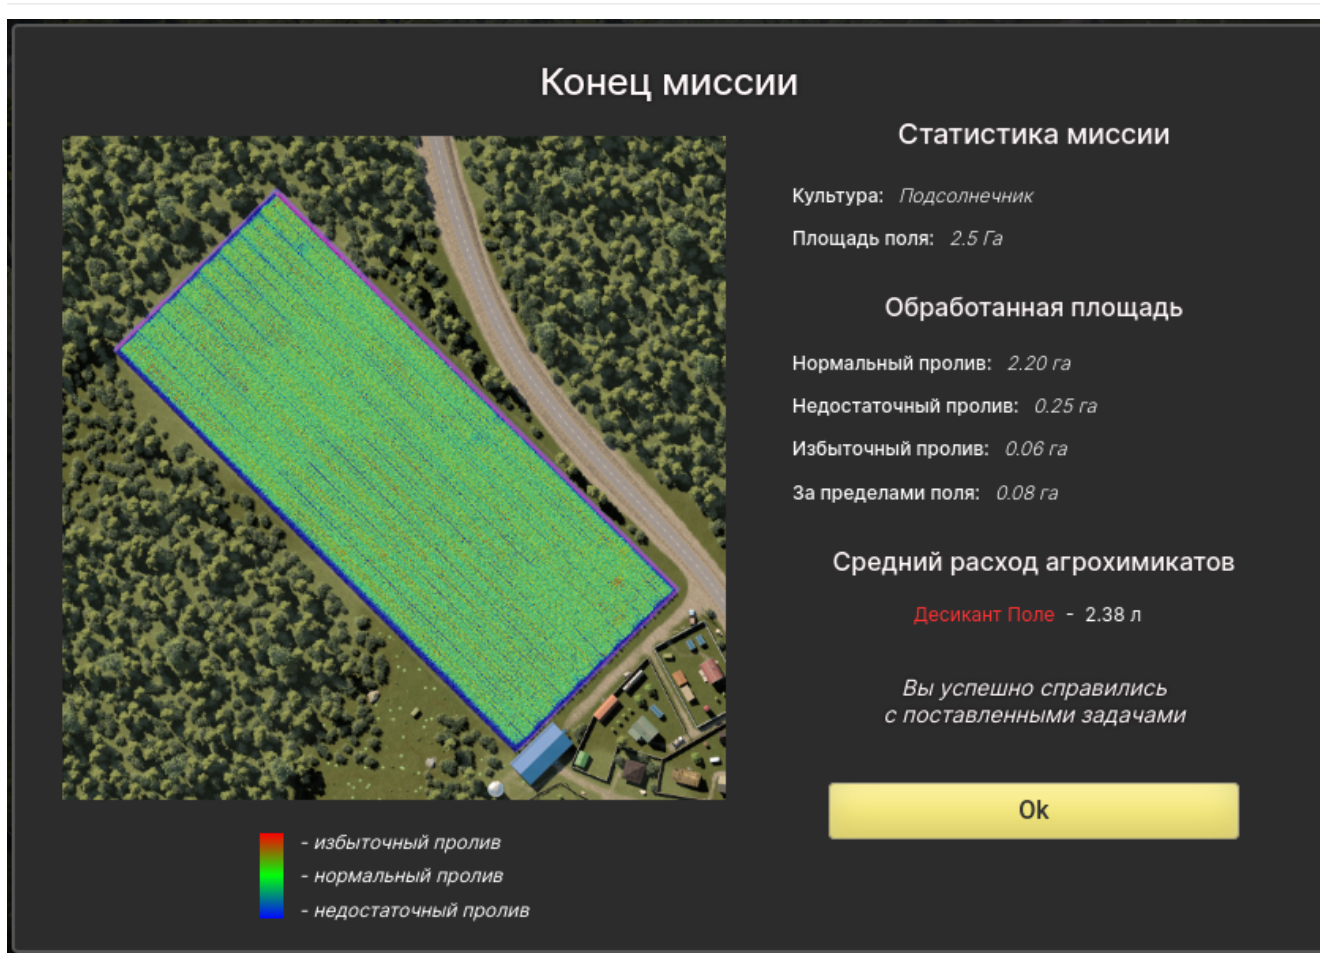 Конец миссии
Статистика миссии
Культура: Подсолнечник
Площадь поля: 2.5 Га
Обработанная площадь
Нормальный пролив: 2.20 га
Недостаточный пролив: 0.25 га
Избыточный пролив: 0.06 га
За пределами поля: 0.08 га
Средний расход агрохимикатов
Десикант Поле - 2.38 л
Вы успешно справились
с поставленными задачами
Ok
- избыточный пролив
- нормальный пролив
- недостаточный пролив